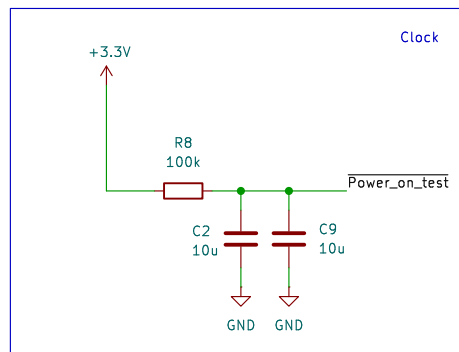 Clock
+3.3V
R8
100k
Power_on_test
C2
10u
C9
10u
GND
GND